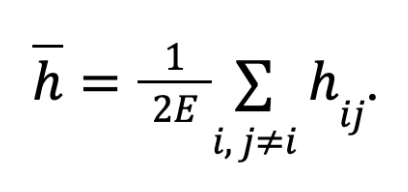 h̅ = 1/2E ∑_{i, j≠i} h_{ij}.